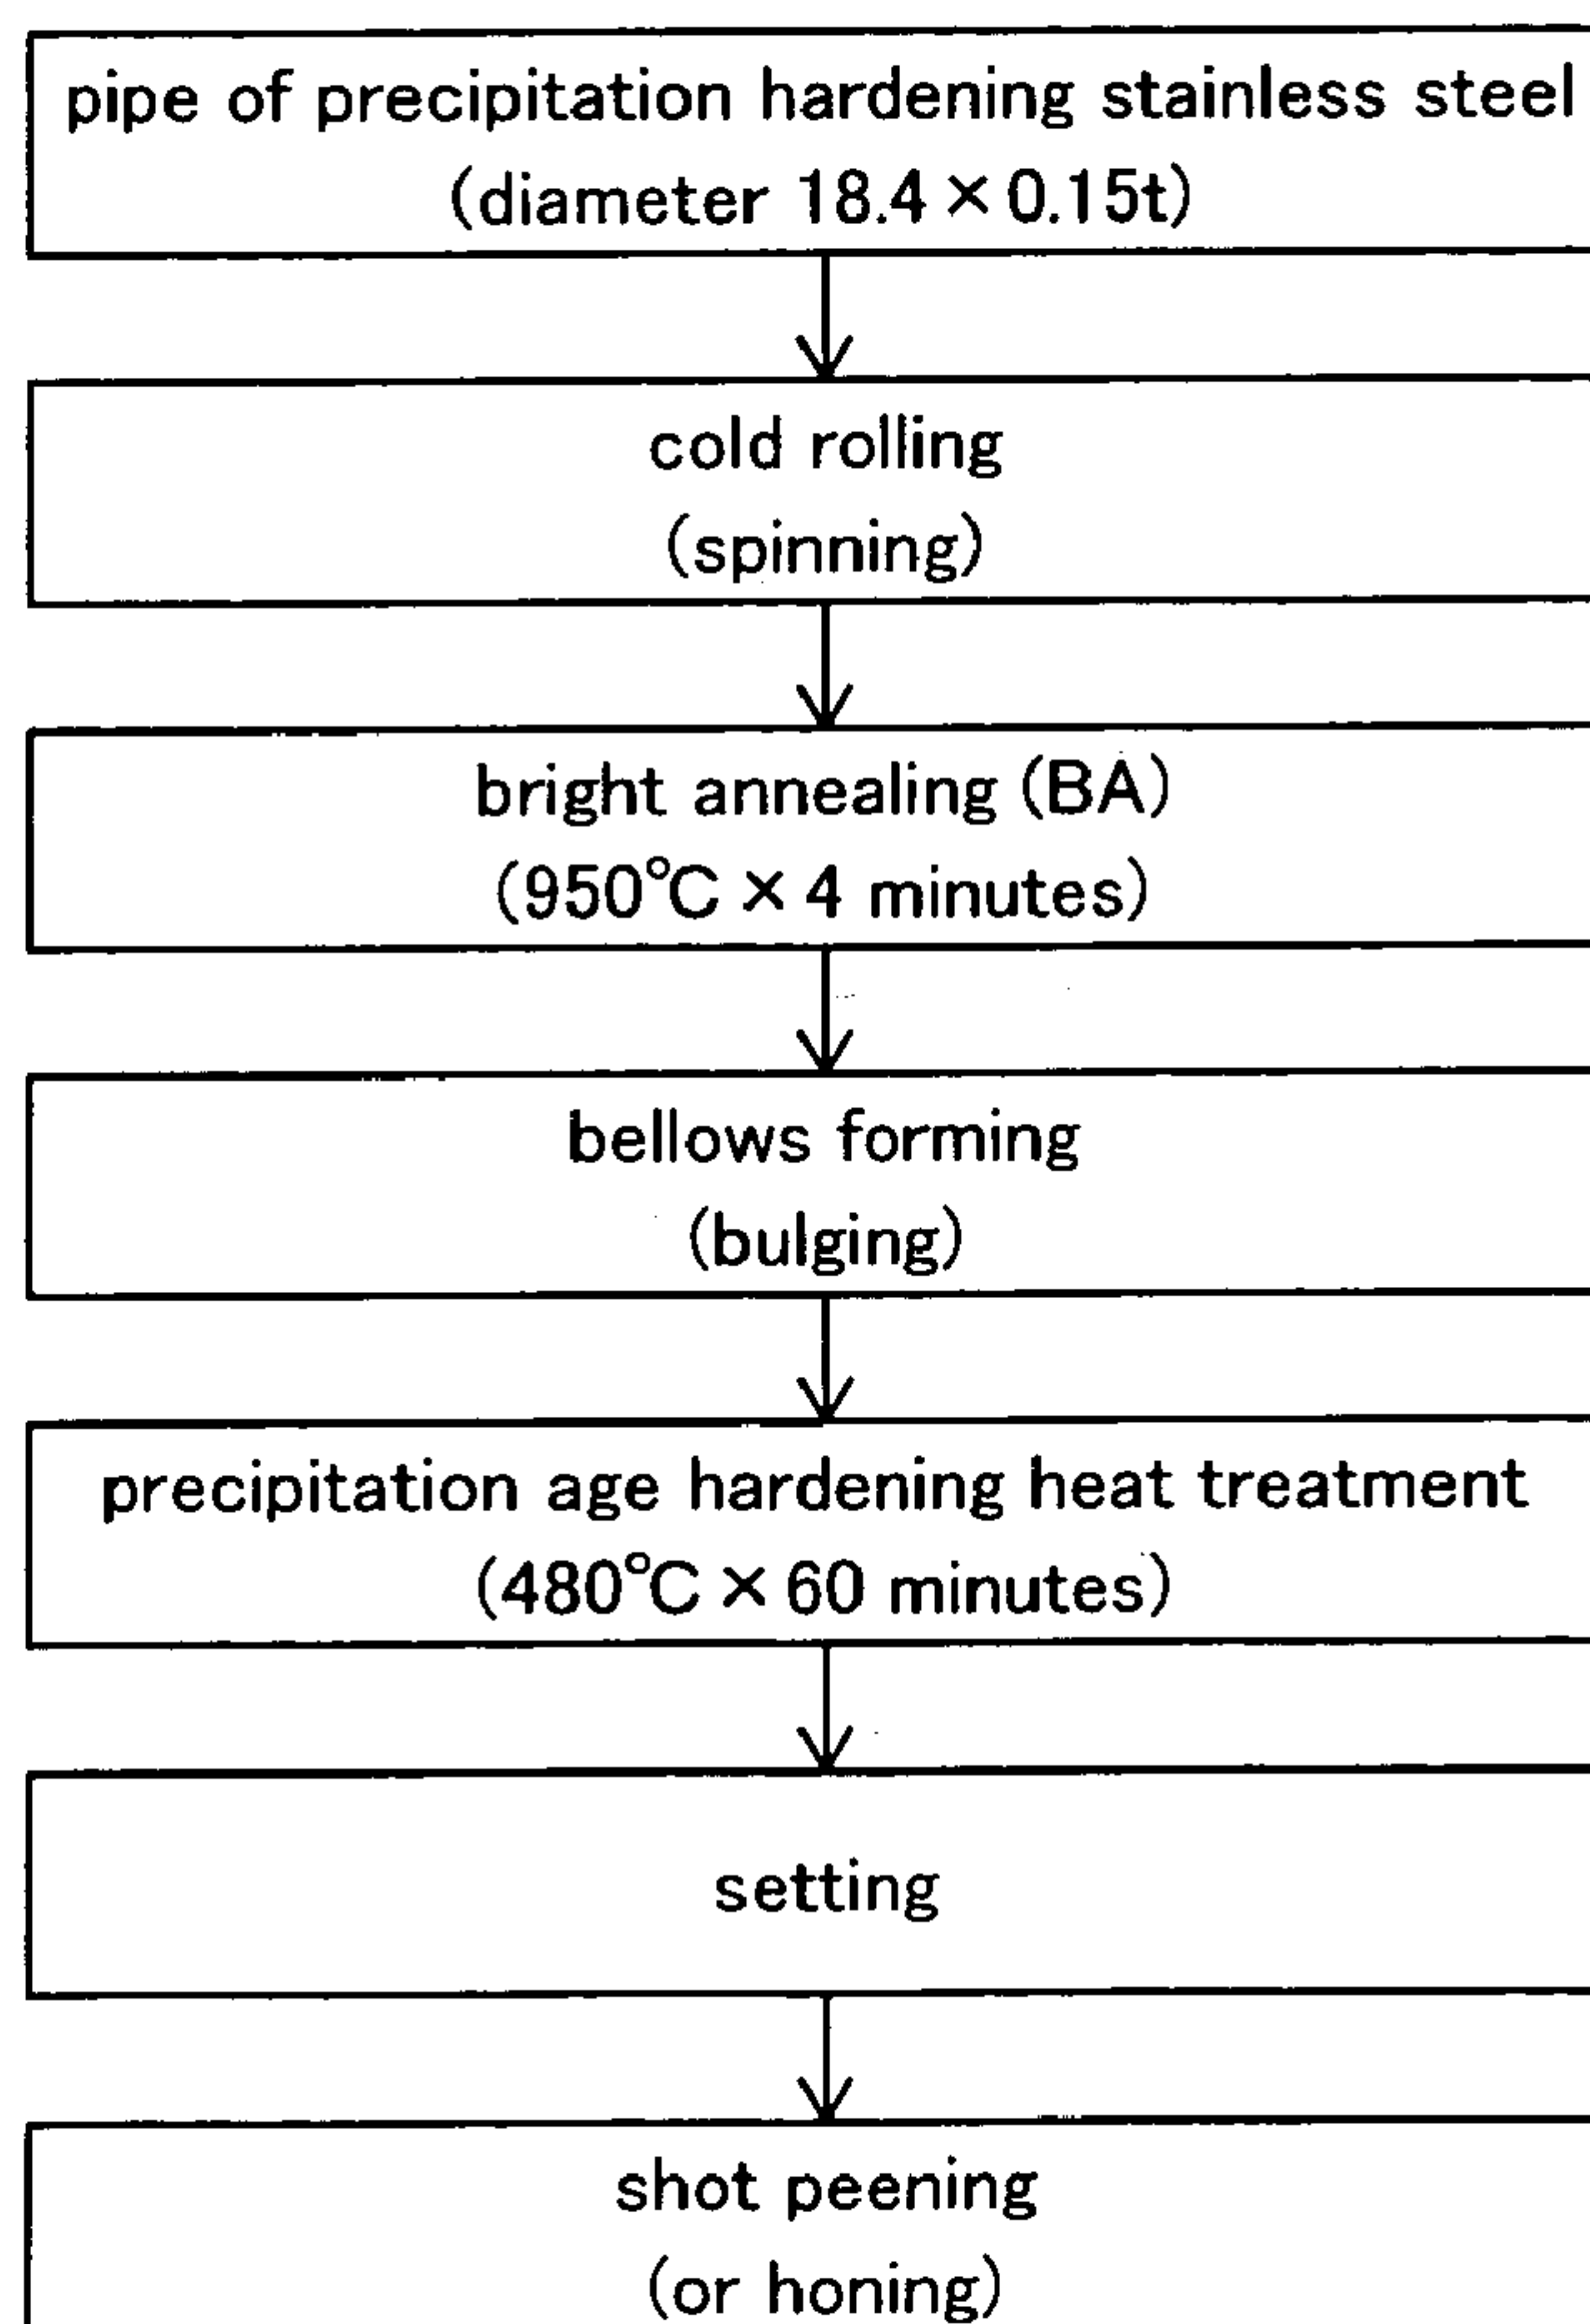 pipe of precipitation hardening stainless steel
(diameter 18.4×0.15t)
cold rolling
(spinning)
bright annealing (BA)
(950℃ × 4 minutes)
bellows forming
(bulging)
precipitation age hardening heat treatment
(480℃ × 60 minutes)
setting
shot peening
(or honing)